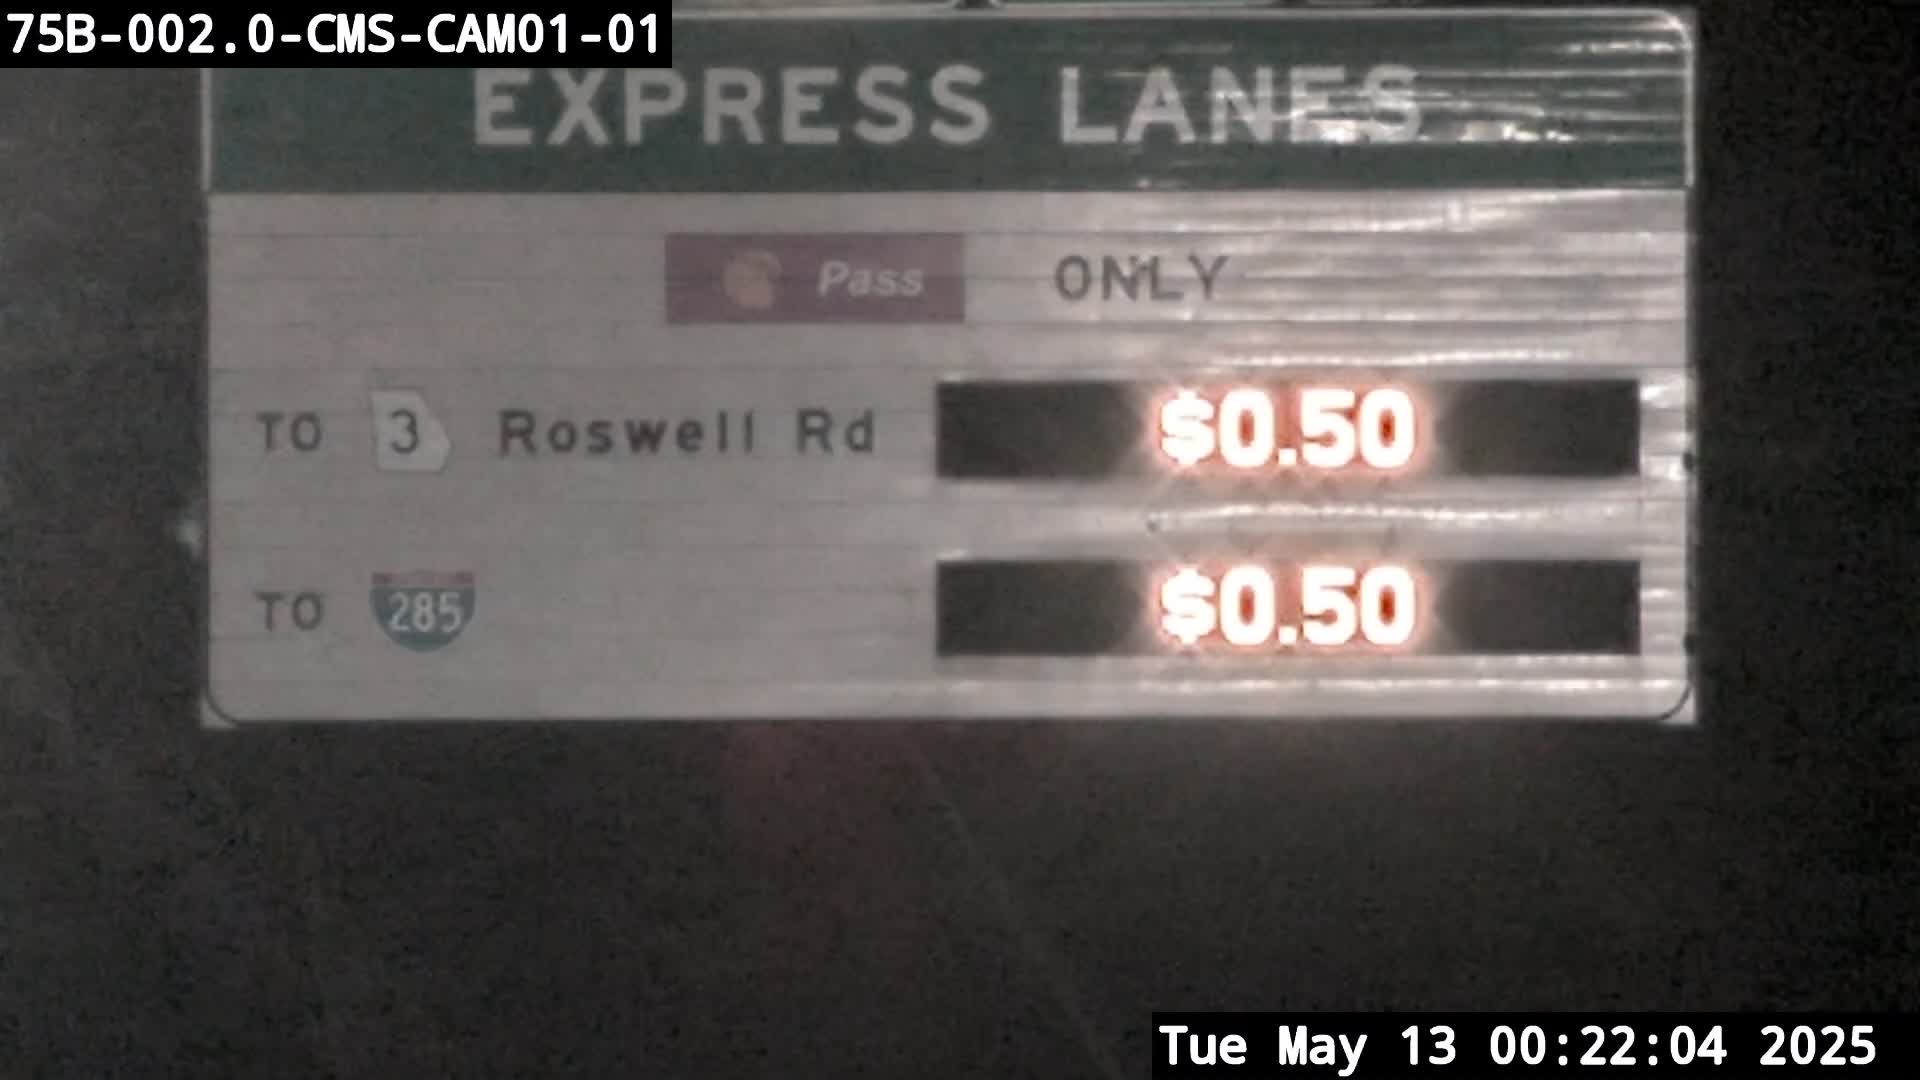 75B-002.0-CMS-CAM01-01
EXPRESS LANES
Pass ONLY
TO 3 Roswell Rd $0.50
TO 285 $0.50
Tue May 13 00:22:04 2025